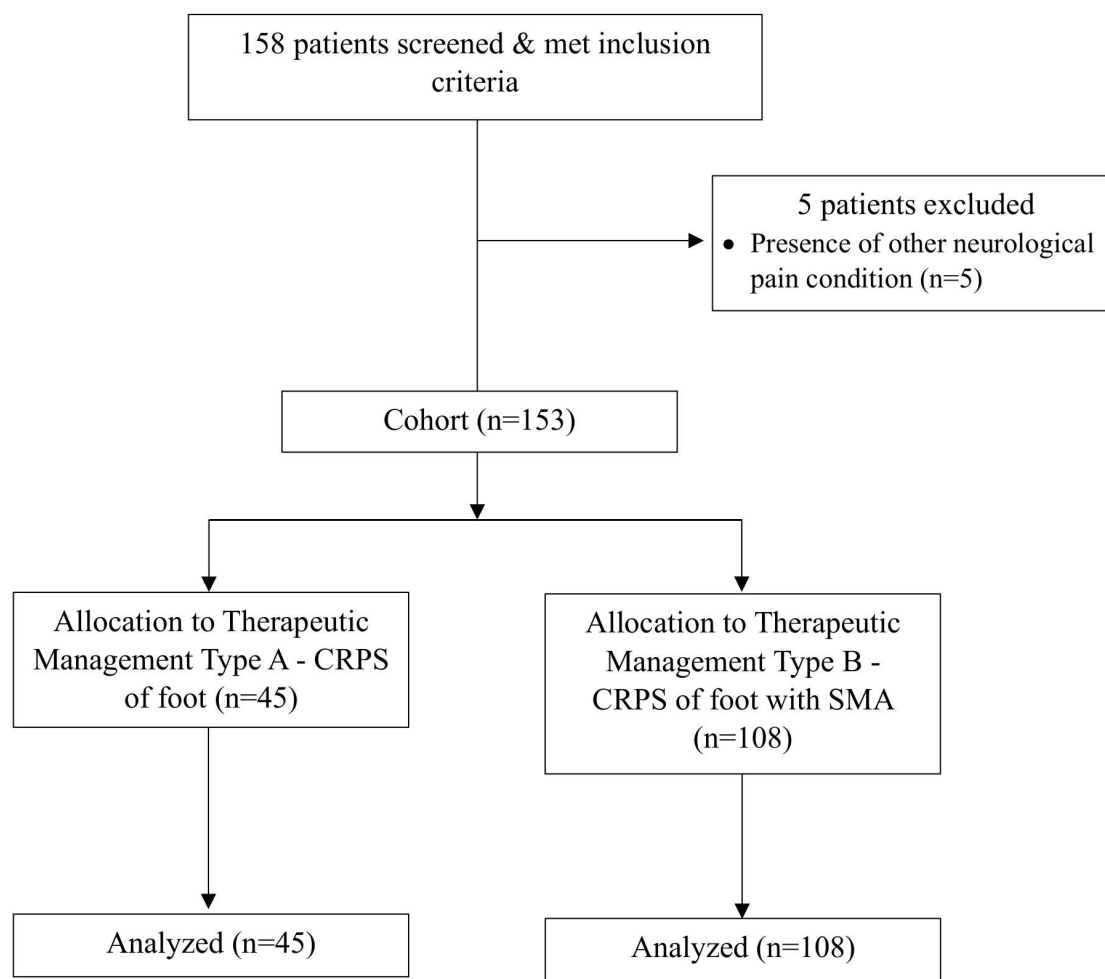 158 patients screened & met inclusion
criteria
5 patients excluded
• Presence of other neurological
pain condition (n=5)
Cohort (n=153)
Allocation to Therapeutic
Management Type A - CRPS
of foot (n=45)
Allocation to Therapeutic
Management Type B -
CRPS of foot with SMA
(n=108)
Analyzed (n=45)
Analyzed (n=108)